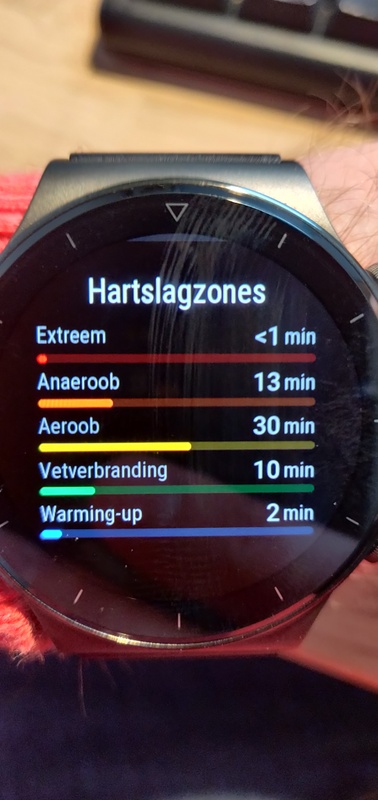 Hartslagzones
Extreem <1 min
Anaeroob 13 min
Aeroob 30 min
Vetverbranding 10 min
Warming-up 2 min